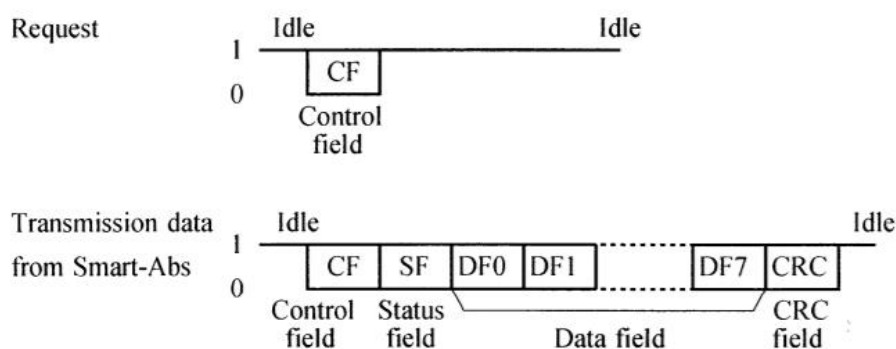 Request
Idle
Idle
1
CF
0
Control
field
Transmission data
from Smart-Abs
Idle
Idle
1
CF SF DF0 DF1 DF7 CRC
0
Control
field
Status
field
Data field
CRC
field